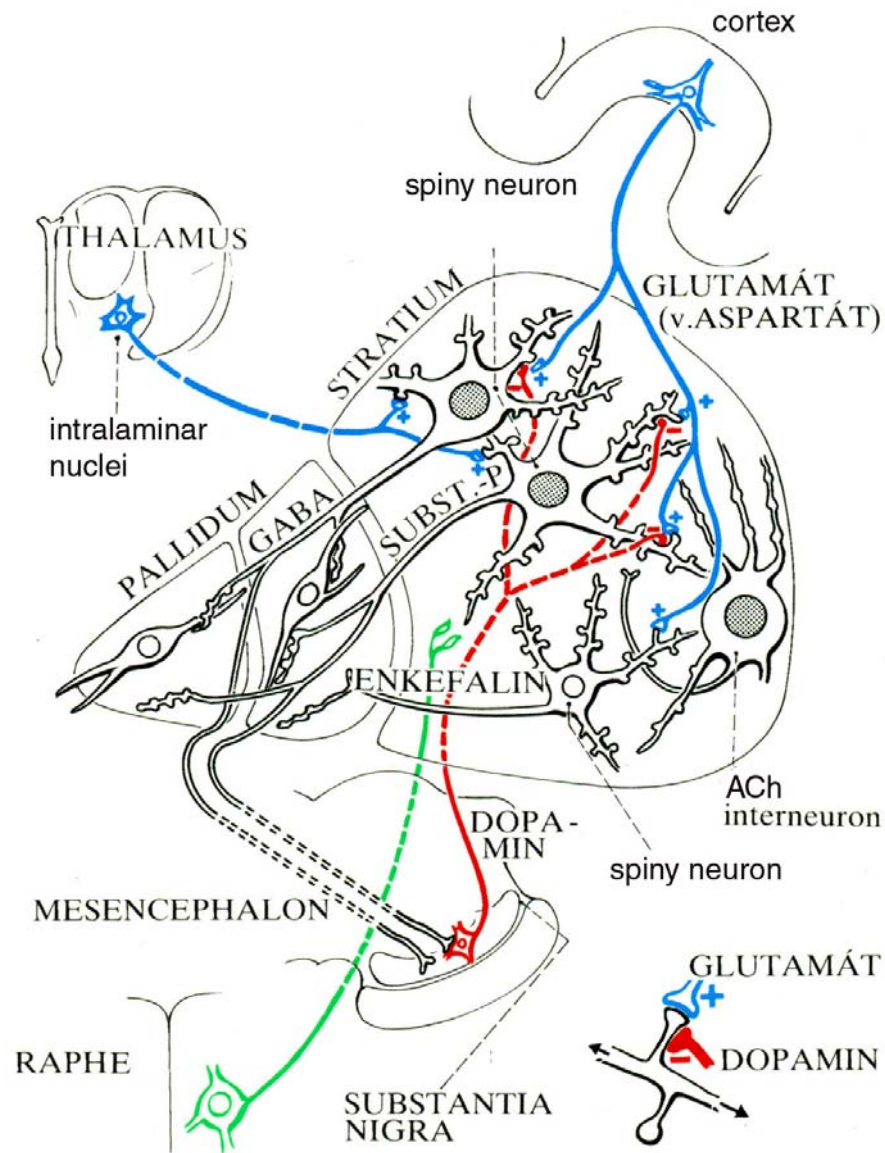 cortex
spiny neuron
THALAMUS
GLUTAMÁT
(v.ASPARTÁT)
STRATIUM
intralaminar
nuclei
PALLIDUM
GABA
SUBST.-P
ENKEFALIN
ACh
interneuron
DOPA-
MIN
spiny neuron
MESENCEPHALON
GLUTAMÁT
DOPAMIN
RAPHE
SUBSTANTIA
NIGRA